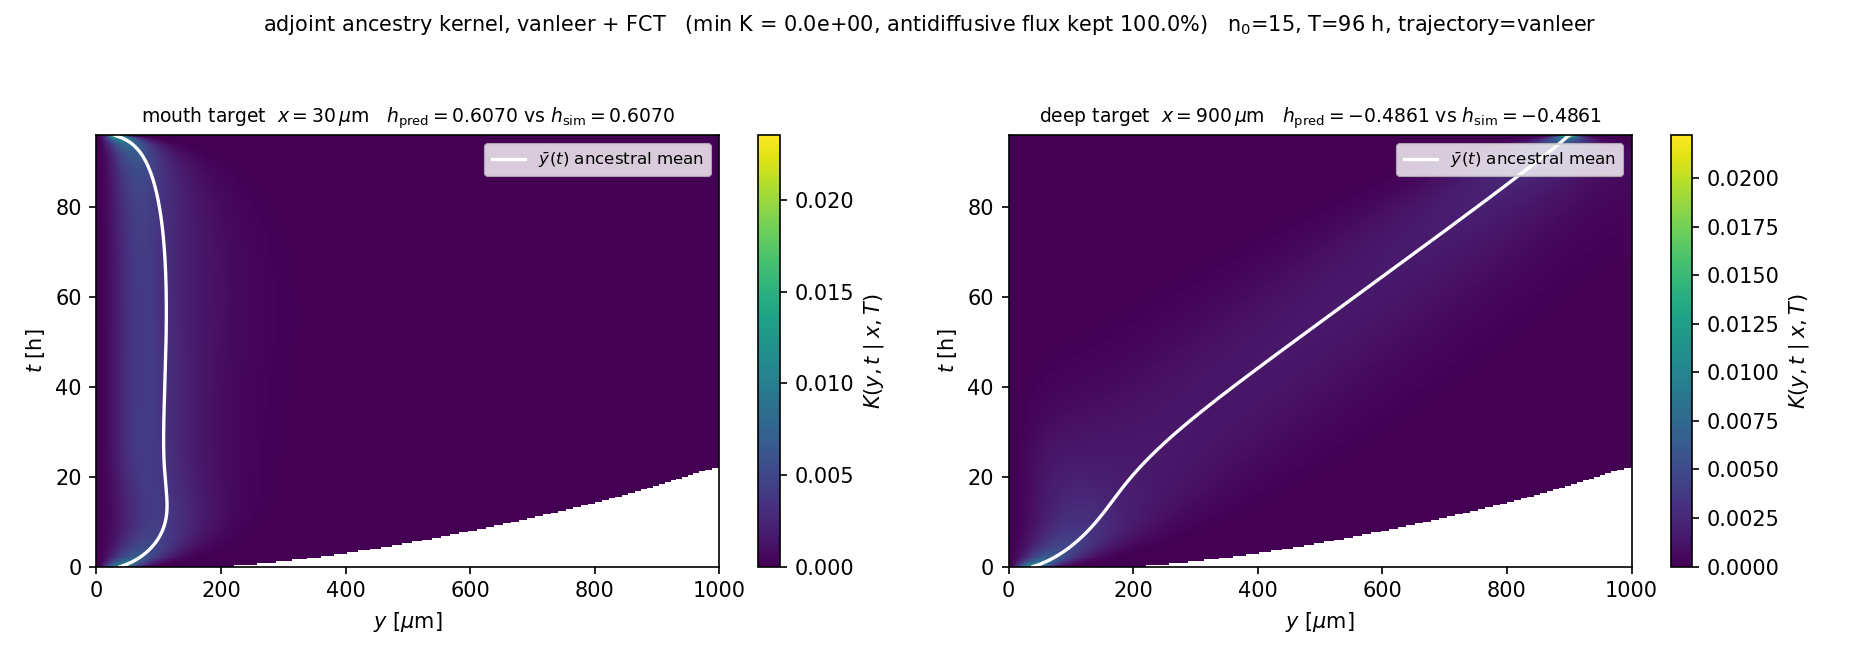 adjoint ancestry kernel, vanleer + FCT (min K = 0.0e+00, antidiffusive flux kept 100.0%) n₀=15, T=96 h, trajectory=vanleer
mouth target x = 30 μm h_pred = 0.6070 vs h_sim = 0.6070
ȳ(t) ancestral mean
80
60
40
20
0
t [h]
0 200 400 600 800 1000
y [μm]
0.020
0.015
0.010
0.005
0.000
K(y, t | x, T)
deep target x = 900 μm h_pred = −0.4861 vs h_sim = −0.4861
ȳ(t) ancestral mean
80
60
40
20
0
t [h]
0 200 400 600 800 1000
y [μm]
0.0200
0.0175
0.0150
0.0125
0.0100
0.0075
0.0050
0.0025
0.0000
K(y, t | x, T)